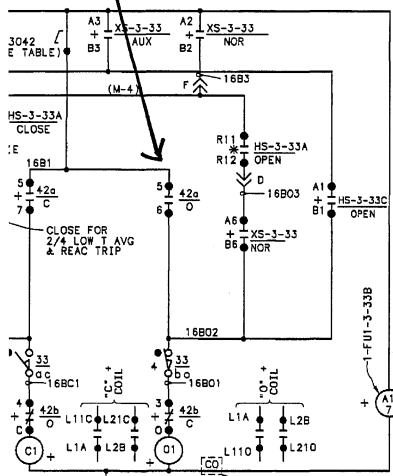 A3 XS-3-33 A2 XS-3-33
3042
E TABLE)
+ B3 AUX + B2 NOR
16B3
(M-4) F
HS-3-33A
CLOSE
R11
HS-3-33A
* R12 OPEN
16B1
D
5 42a
+ C
7
5 42a
O
6
16B03
A1
HS-3-33C
+ B1 OPEN
A6
XS-3-33
+ B6 NOR
CLOSE FOR
2/4 LOW T AVG
& REAC TRIP
1-FU1-3-33B
16B02
33
ac
4 33
bo
16BC1
16BO1
"C" +
COIL
"O" +
COIL
4 42b
+ O
C
3 42b
C
O
L11C L21C
L1A L2B
L1A L2B
L11O L21O
C1 +
O1 +
CO
+ A1
7